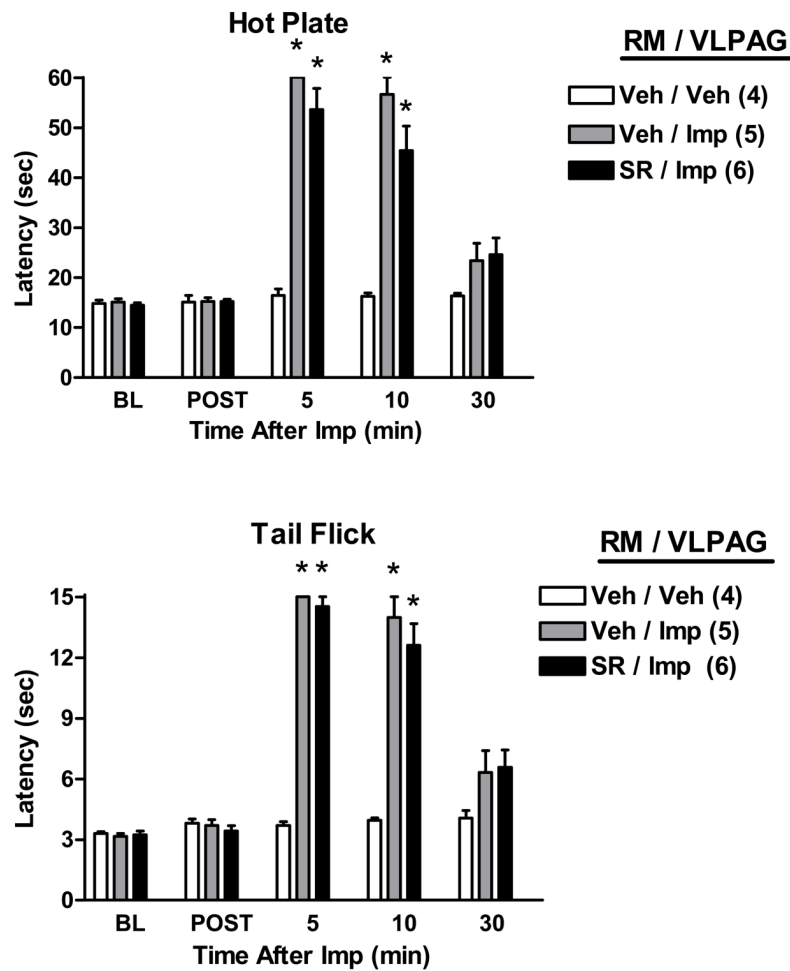 Hot Plate
RM / VLPAG
Veh / Veh (4)
Veh / Imp (5)
SR / Imp (6)
Latency (sec)
60
50
40
30
20
10
0
* * * *
BL POST 5 10 30
Time After Imp (min)
Tail Flick
RM / VLPAG
Veh / Veh (4)
Veh / Imp (5)
SR / Imp (6)
Latency (sec)
15
12
9
6
3
0
* * * *
BL POST 5 10 30
Time After Imp (min)